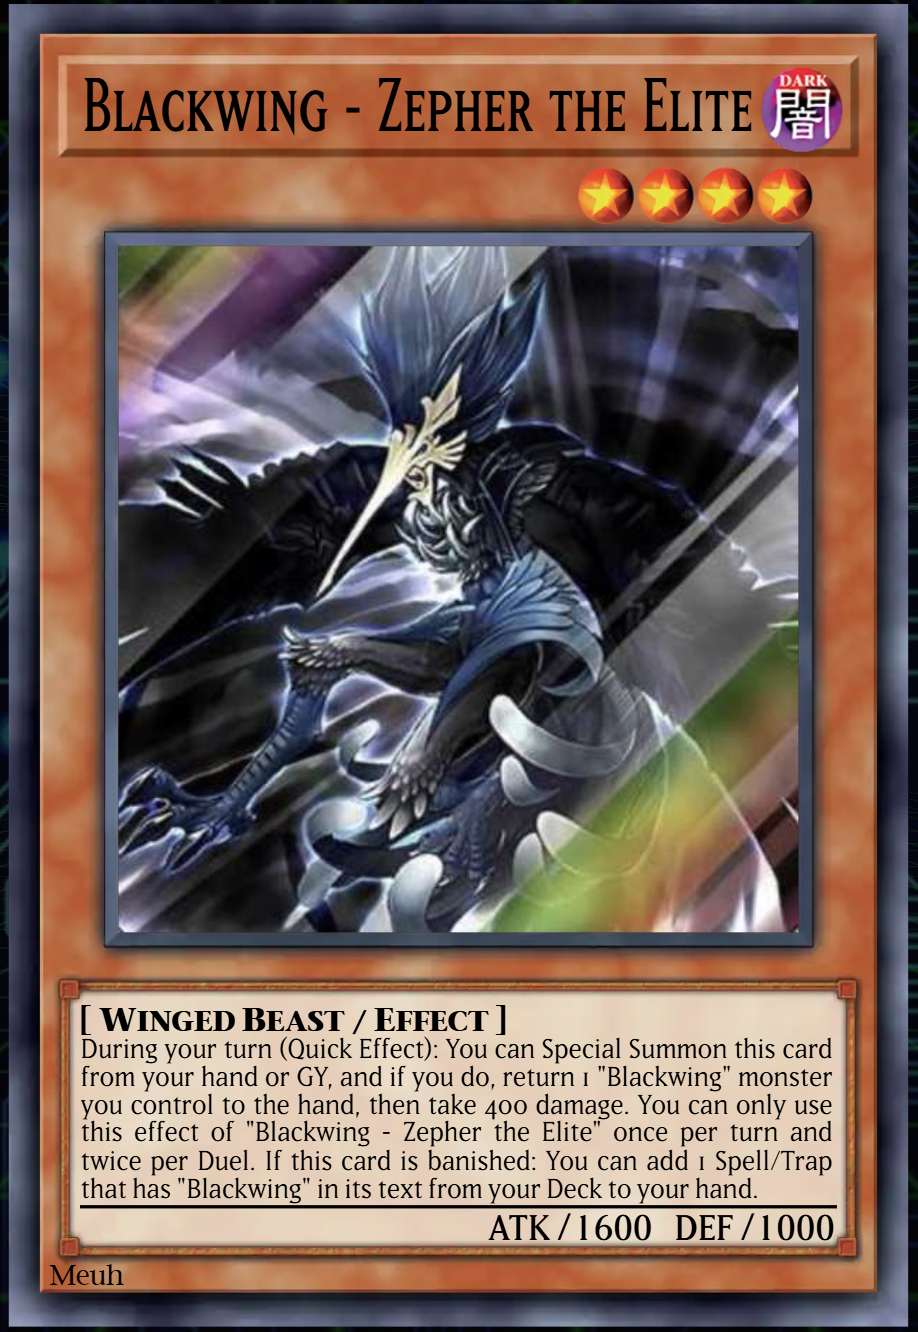 Blackwing - Zepher the Elite
DARK
闇
[ Winged Beast / Effect ]
During your turn (Quick Effect): You can Special Summon this card
from your hand or GY, and if you do, return 1 "Blackwing" monster
you control to the hand, then take 400 damage. You can only use
this effect of "Blackwing - Zepher the Elite" once per turn and
twice per Duel. If this card is banished: You can add 1 Spell/Trap
that has "Blackwing" in its text from your Deck to your hand.
ATK/1600 DEF/1000
Meuh